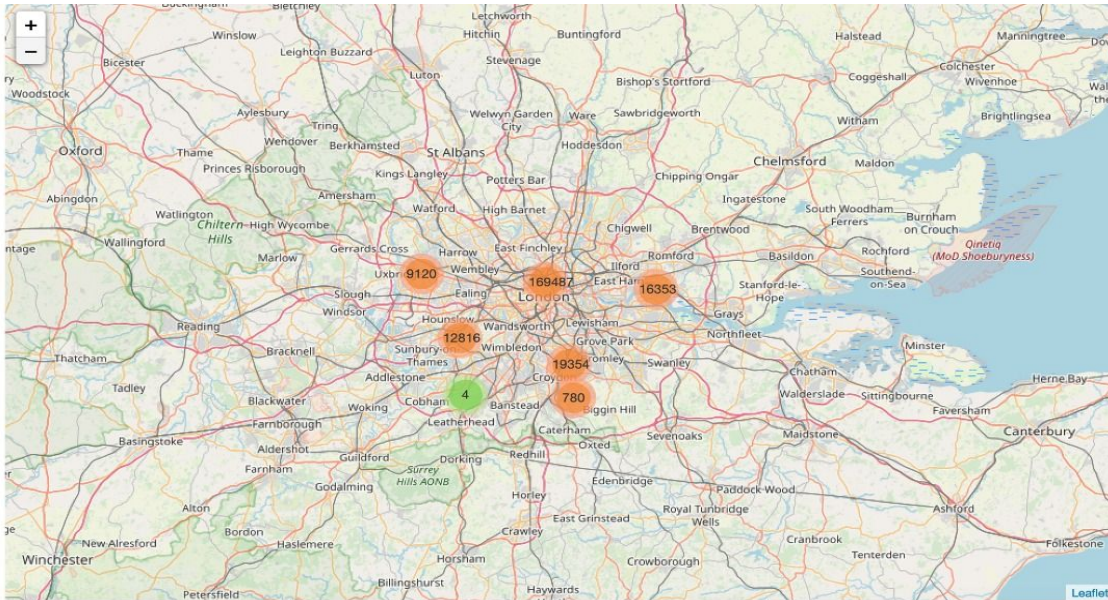 +
−
Buckingham
Bletchley
Letchworth
Hitchin
Buntingford
Halstead
Manningtree
Winslow
Leighton Buzzard
Stevenage
Bicester
Luton
Bishop's Stortford
Colchester
Coggeshall
Wivenhoe
Woodstock
Aylesbury
Welwyn Garden
City
Ware
Sawbridgeworth
Witham
Brightlingsea
Tring
Wendover
Berkhamsted
St Albans
Hoddesdon
Oxford
Thame
Princes Risborough
Kings Langley
Potters Bar
Chipping Ongar
Chelmsford
Maldon
Abingdon
Amersham
Watford
High Barnet
Ingatestone
South Woodham
Ferrers
Burnham
on Crouch
Watlington
Chiltern
Hills
High Wycombe
Chigwell
Brentwood
Wallingford
Gerrards Cross
Harrow
East Finchley
Romford
Basildon
Rochford
Qinetiq
(MoD Shoeburyness)
Marlow
Uxbr
9120
Wembley
169487
Ilford
East Ha
16353
Southend-
on-Sea
Slough
Ealing
London
Stanford-le-
Hope
Windsor
Hounslow
Wandsworth
Lewisham
Grays
Northfleet
Reading
12816
Grove Park
Bracknell
Sunbury-on-
Thames
Wimbledon
19354
romley
Swanley
Minster
Thatcham
Chatham
Tadley
Addlestone
Croydon
Herne Bay
Blackwater
Woking
Cobham
4
Banstead
780
Biggin Hill
Walderslade
Sittingbourne
Faversham
Farnborough
Leatherhead
Caterham
Oxted
Sevenoaks
Maidstone
Canterbury
Basingstoke
Aldershot
Guildford
Dorking
Redhill
Farnham
Surrey
Hills AONB
Edenbridge
Godalming
Horley
Paddock Wood
Alton
Royal Tunbridge
Wells
Ashford
Bordon
Crawley
East Grinstead
Cranbrook
New Alresford
Haslemere
Folkestone
Winchester
Horsham
Crowborough
Tenterden
Billingshurst
Haywards
Petersfield
Leaflet